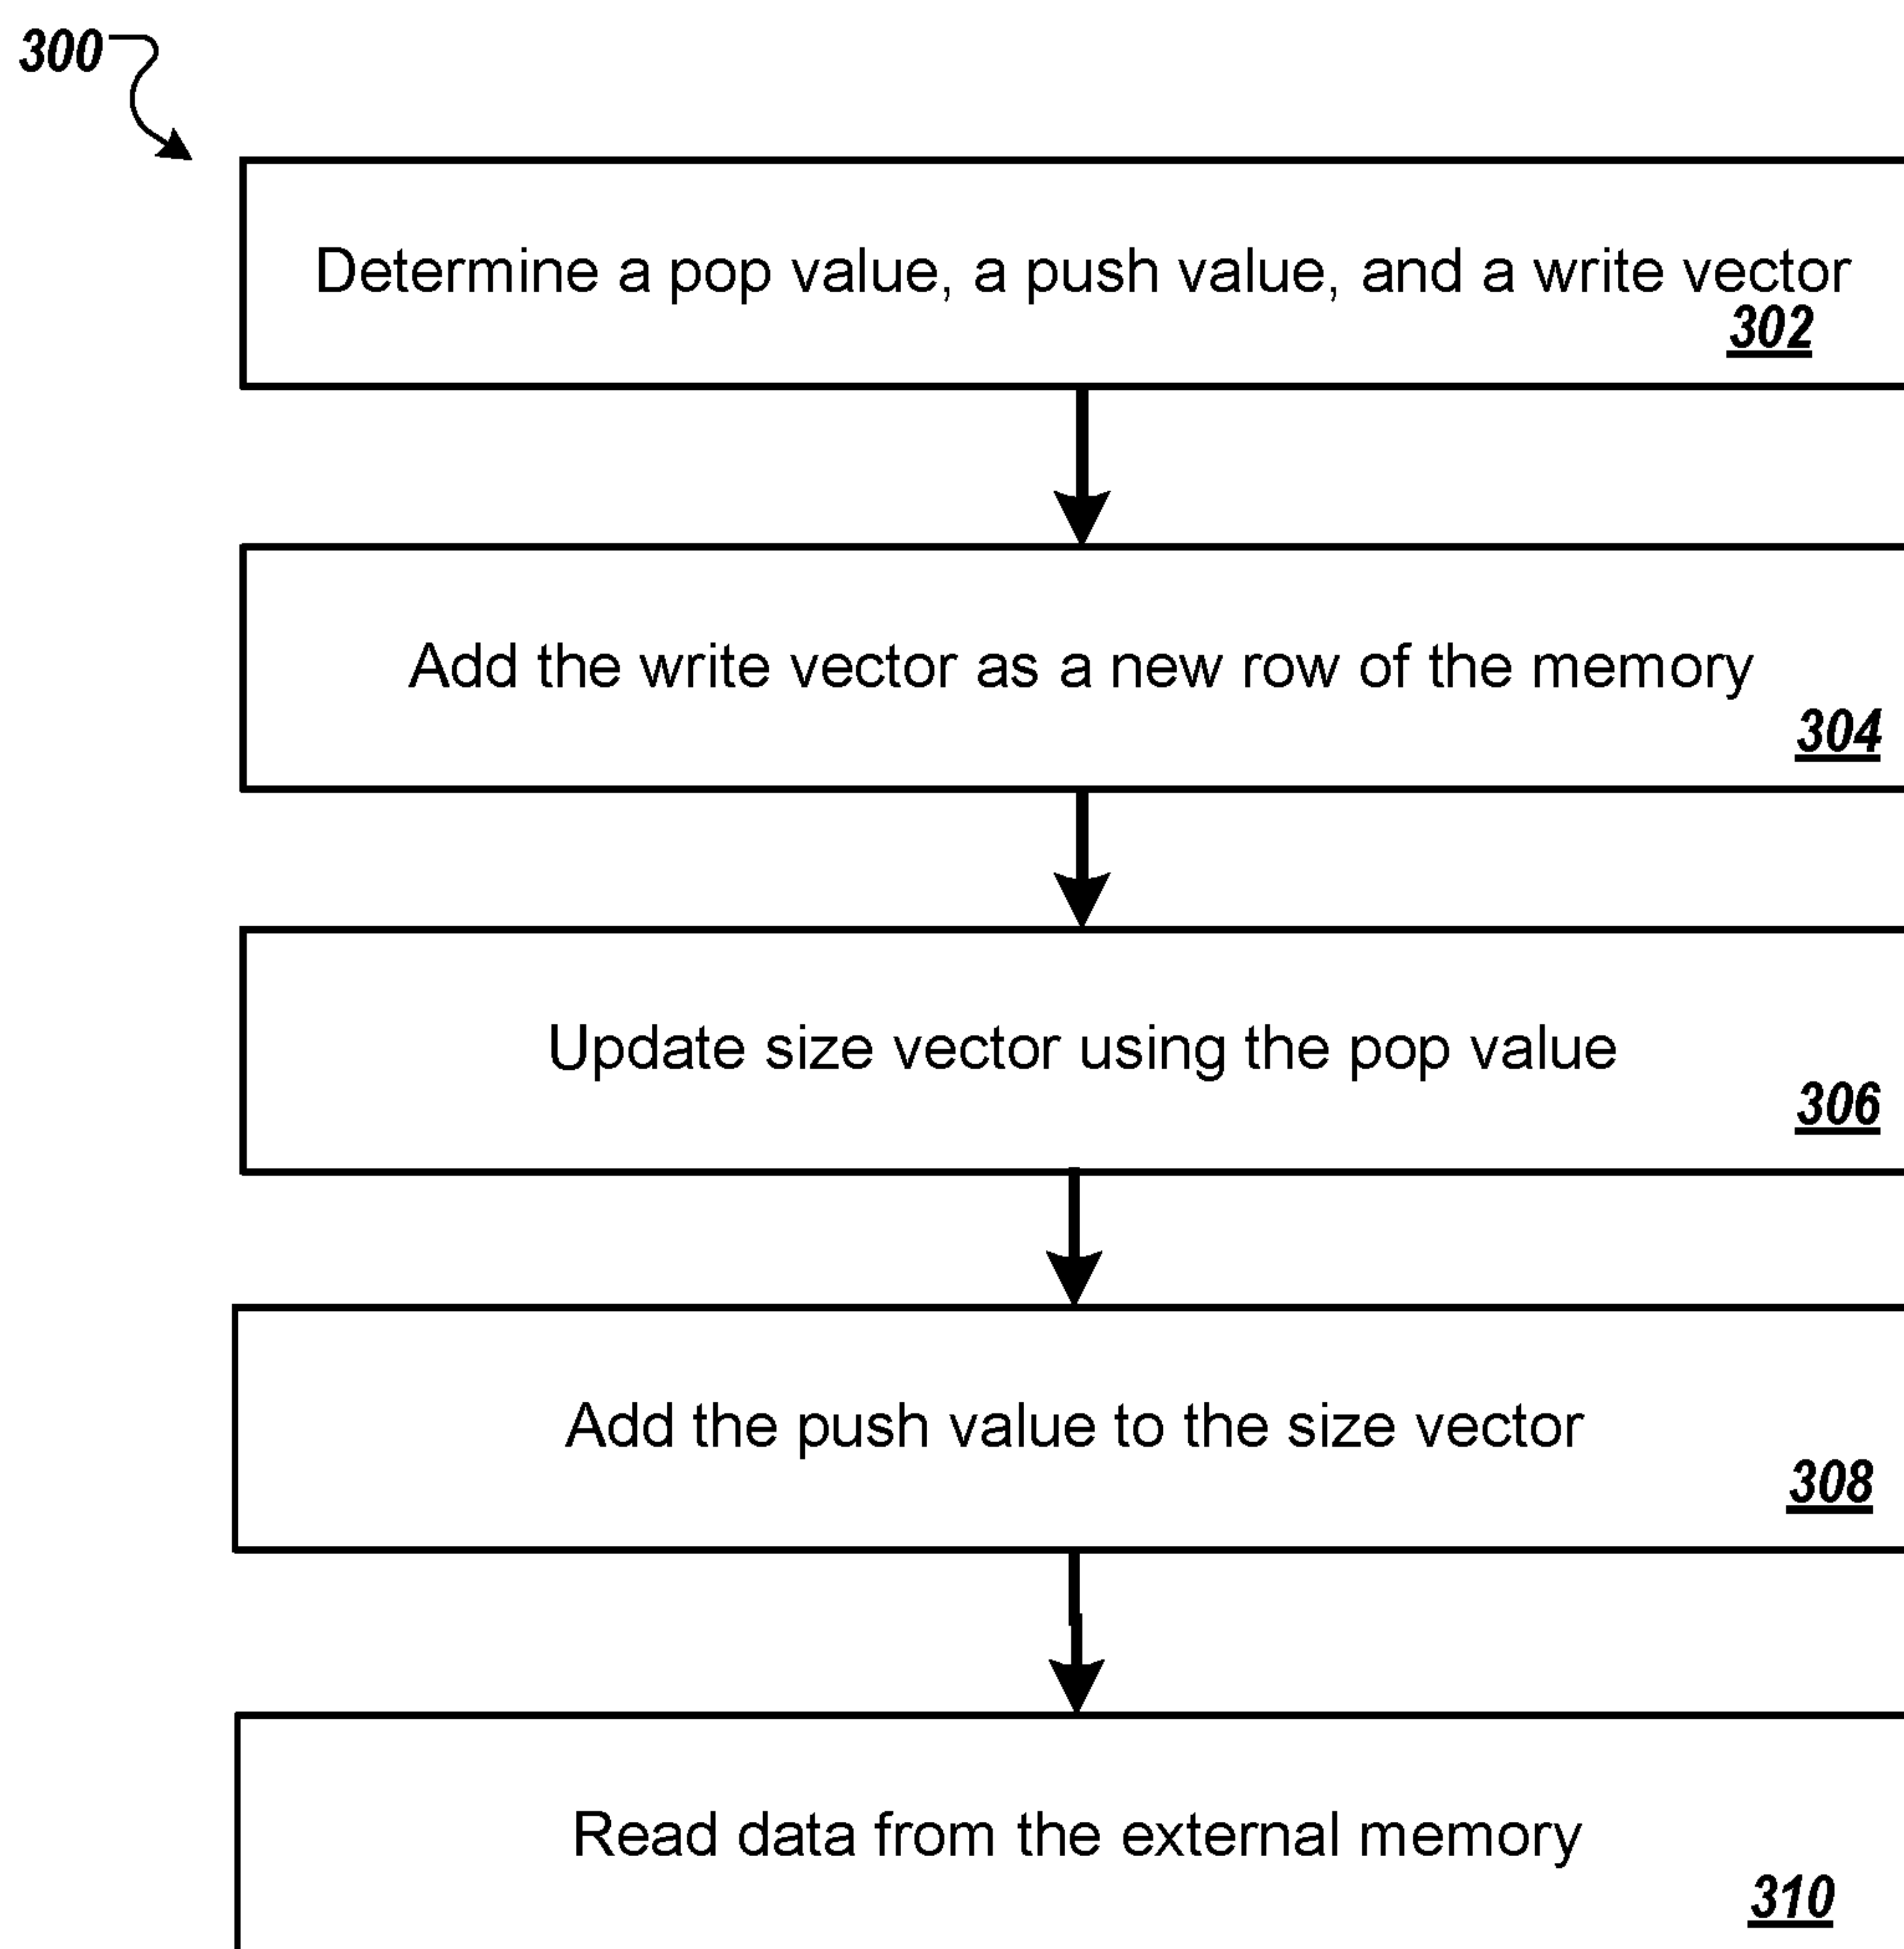 300
Determine a pop value, a push value, and a write vector
302
Add the write vector as a new row of the memory
304
Update size vector using the pop value
306
Add the push value to the size vector
308
Read data from the external memory
310